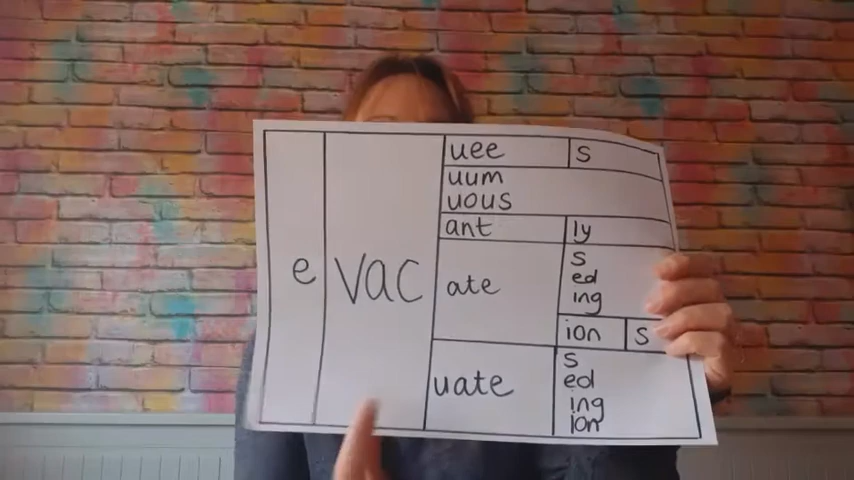 e vac
uee s
uum
uous
ant ly
ate
s
ed
ing
ion s
uate
s
ed
ing
ion